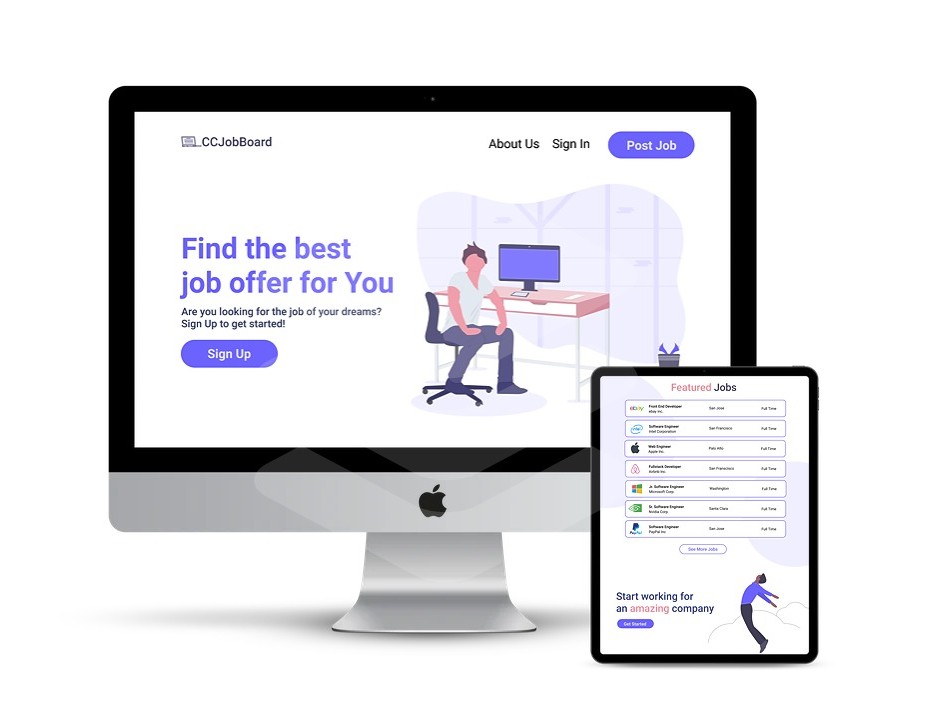 CCJobBoard
About Us Sign In Post Job
Find the best
job offer for You
Are you looking for the job of your dreams?
Sign Up to get started!
Sign Up
Featured Jobs
ebay Front End Developer San Jose Full Time
ebay Inc.
intel Software Engineer San Francisco Full Time
Intel Corporation
Web Engineer Palo Alto Full Time
Apple Inc.
Fullstack Developer San Francisco Full Time
Airbnb Inc.
Jr. Software Engineer Washington Full Time
Microsoft Corp.
Sr. Software Engineer Santa Clara Full Time
Nvidia Corp.
Software Engineer San Jose Full Time
PayPal PayPal Inc
See More Jobs
Start working for
an amazing company
Get Started